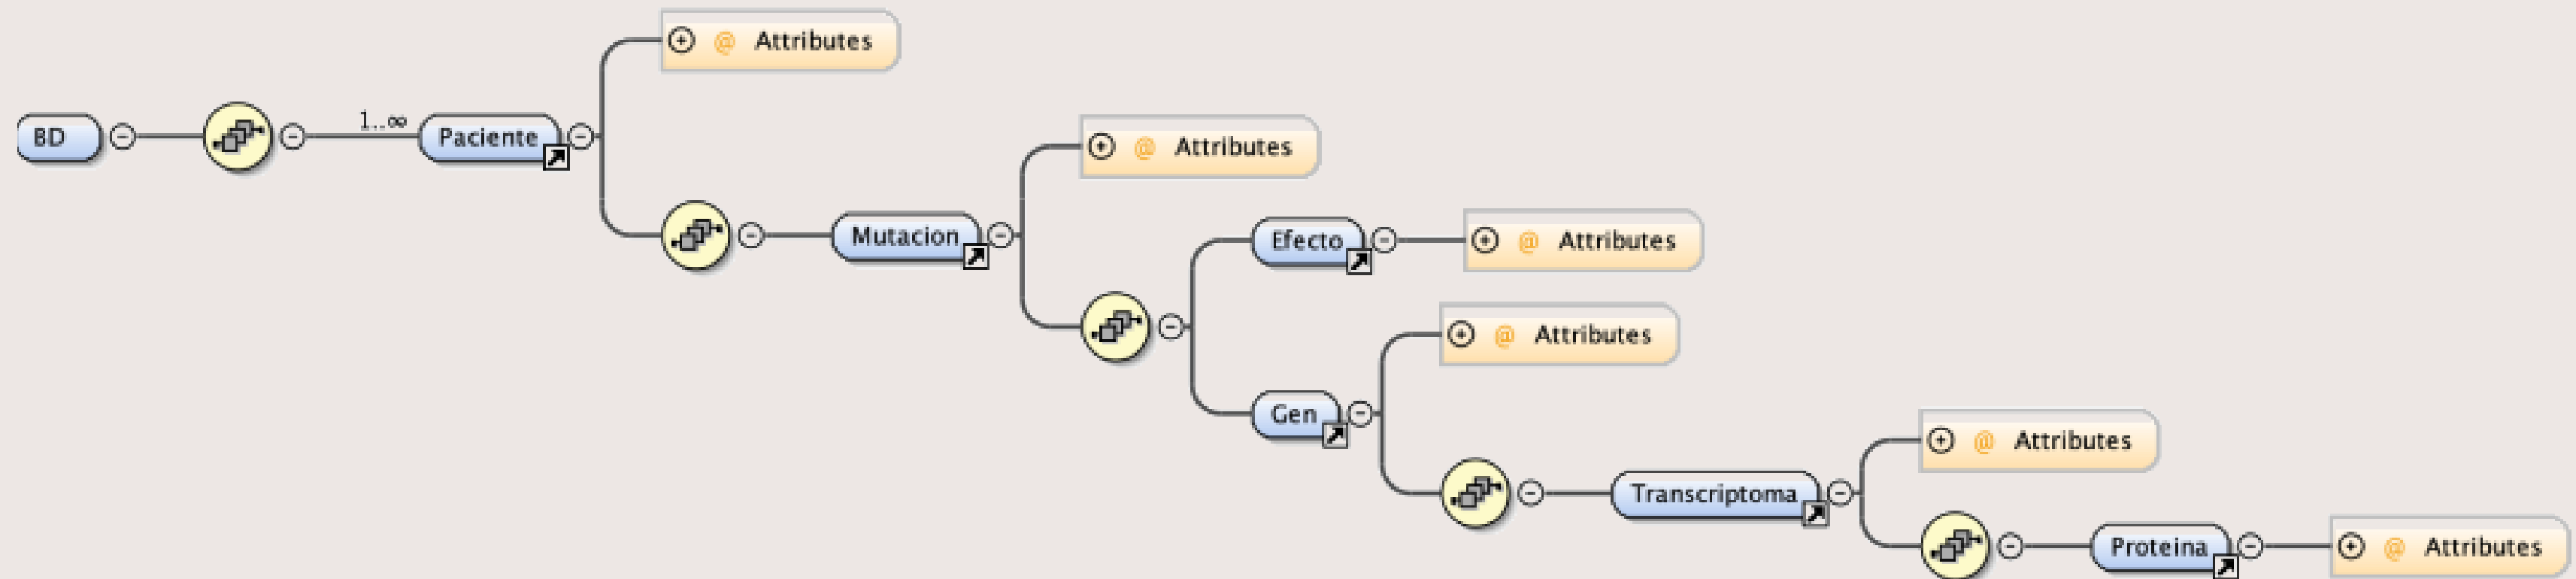 Attributes
BD
1..∞
Paciente
Attributes
Mutacion
Efecto
Attributes
Attributes
Gen
Attributes
Transcriptoma
Proteina
Attributes